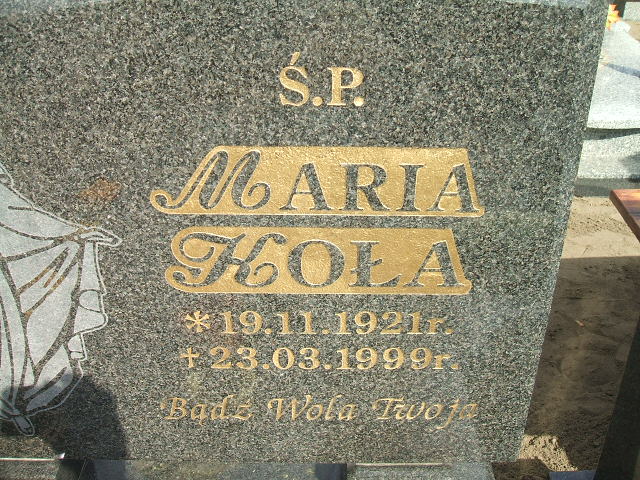 Ś.P.
MARIA
KOŁA
* 19.11.1921r.
✝ 23.03.1999r.
Bądź Wola Twoja